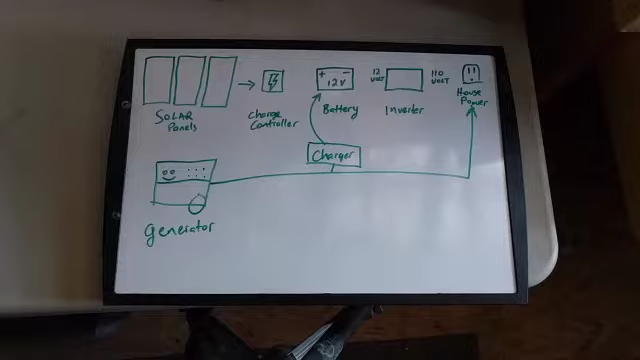 + -
12V
12 VOLT
110 VOLT
SOLAR Panels
Charge Controller
Battery
Inverter
House Power
Charger
generator